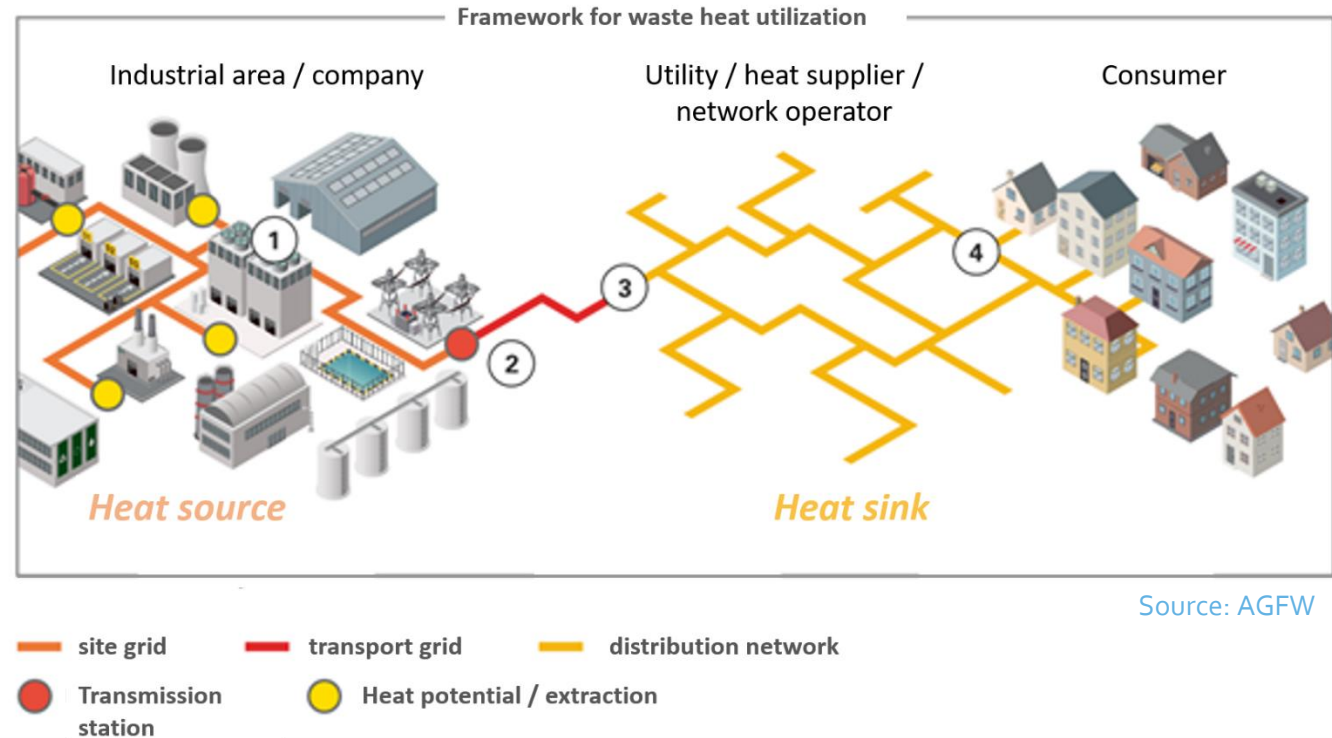 Framework for waste heat utilization
Industrial area / company
Utility / heat supplier /
network operator
Consumer
1
2
3
4
Heat source
Heat sink
Source: AGFW
site grid
transport grid
distribution network
Transmission
station
Heat potential / extraction